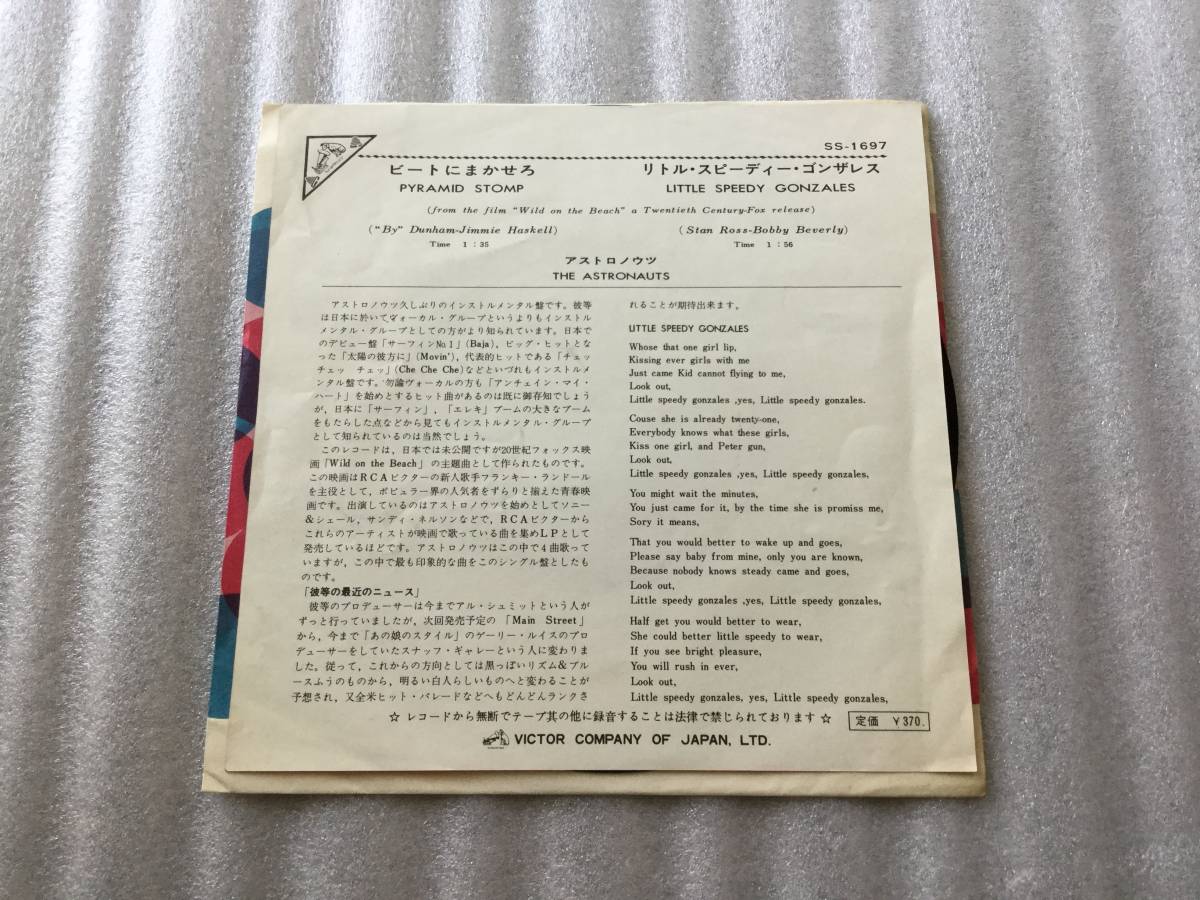 SS-1697
ビートにまかせろ
PYRAMID STOMP
リトル・スピーディー・ゴンザレス
LITTLE SPEEDY GONZALES
(from the film "Wild on the Beach" a Twentieth Century-Fox release)
("By" Dunham-Jimmie Haskell)
Time 1 : 35
(Stan Ross-Bobby Beverly)
Time 1 : 56
アストロノウツ
THE ASTRONAUTS
アストロノウツ久しぶりのインストルメンタル盤です。彼等
は日本に於いてヴォーカル・グループというよりもインスト
ルメンタル・グループとしての方がより知られています。日本で
のデビュー盤「サーフィンNo.1」(Baja)、ビッグ・ヒットとな
った「太陽の彼方に」(Movin')、代表的ヒットである「チェッ
チェッ チェッ」(Che Che Che)などといづれもインストルメ
ンタル盤です。勿論ヴォーカルの方も「アンチェイン・マイ・
ハート」を始めとするヒット曲があるのは既に御存知でしょう
が、日本に「サーフィン」,「エレキ」ブームの大きなブーム
をもたらした点などから見てもインストルメンタル・グループ
として知られているのは当然でしょう。
このレコードは、日本では未公開ですが20世紀フォックス映
画「Wild on the Beach」の主題曲として作られたものです。
この映画はRCAビクターの新人歌手フランキー・ランドール
を主役として、ポピュラー界の人気者をずらりと揃えた青春映
画です。出演しているのはアストロノウツを始めとしてソニー
&シェール、サンディ・ネルソンなどで、RCAビクターから
これらのアーティストが映画で歌っている曲を集めLPとして
発売しているほどです。アストロノウツはこの中で4曲歌って
いますが、この中で最も印象的な曲をこのシングル盤としたも
のです。
「彼等の最近のニュース」
彼等のプロデューサーは今までアル・シュミットという人が
ずっと行っていましたが、次回発売予定の「Main Street」
から、今まで「あの娘のスタイル」のゲーリー・ルイスのプロ
デューサーをしていたスナッフ・ギャレーという人に変わりま
した。従って、これからの方向としては黒っぽいリズム&ブルー
スふうのものから、明るい白人らしいものへと変わることが
予想され、又全米ヒット・パレードなどへもどんどんランクさ
れることが期待出来ます。
LITTLE SPEEDY GONZALES
Whose that one girl lip,
Kissing ever girls with me
Just came Kid cannot flying to me,
Look out,
Little speedy gonzales ,yes, Little speedy gonzales.
Couse she is already twenty-one,
Everybody knows what these girls,
Kiss one girl, and Peter gun,
Look out,
Little speedy gonzales ,yes, Little speedy gonzales,
You might wait the minutes,
You just came for it, by the time she is promiss me,
Sory it means,
That you would better to wake up and goes,
Please say baby from mine, only you are known,
Because nobody knows steady came and goes,
Look out,
Little speedy gonzales ,yes, Little speedy gonzales,
Half get you would better to wear,
She could better little speedy to wear,
If you see bright pleasure,
You will rush in ever,
Look out,
Little speedy gonzales, yes, Little speedy gonzales,
☆ レコードから無断でテープ其の他に録音することは法律で禁じられております ☆
定価 ¥370.
VICTOR COMPANY OF JAPAN, LTD.